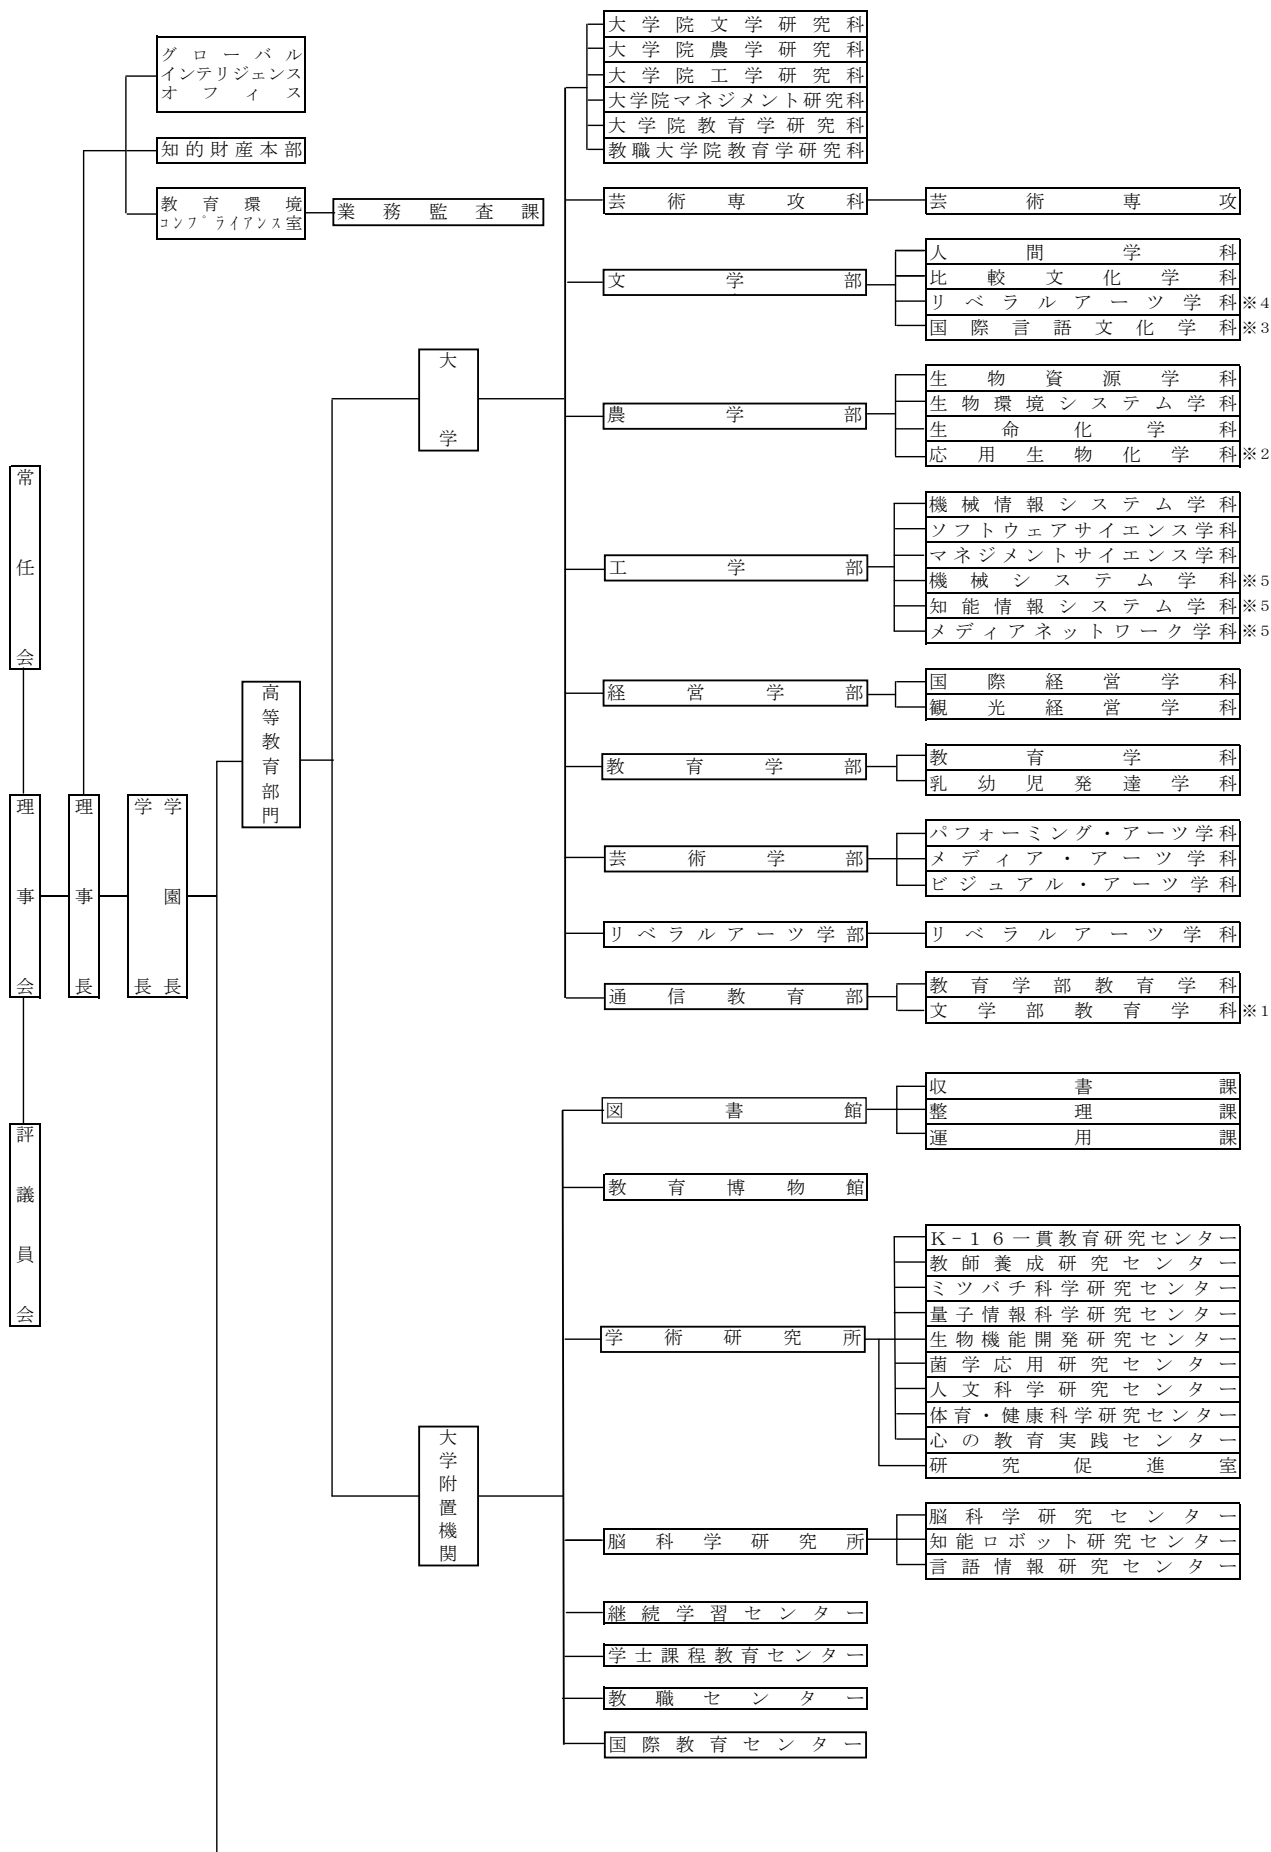 グローバル
インテリジェンス
オフィス
知的財産本部
教育環境
コンプライアンス室
業務監査課
常任会
理事会
評議員会
理事長
学園長
学長
高等教育部門
大学
大学院文学研究科
大学院農学研究科
大学院工学研究科
大学院マネジメント研究科
大学院教育学研究科
教職大学院教育学研究科
芸術専攻科
芸術専攻
文学部
人間学科
比較文化学科
リベラルアーツ学科※4
国際言語文化学科※3
農学部
生物資源学科
生物環境システム学科
生命化学科
応用生物化学科※2
工学部
機械情報システム学科
ソフトウェアサイエンス学科
マネジメントサイエンス学科
機械システム学科※5
知能情報システム学科※5
メディアネットワーク学科※5
経営学部
国際経営学科
観光経営学科
教育学部
教育学科
乳幼児発達学科
芸術学部
パフォーミング・アーツ学科
メディア・アーツ学科
ビジュアル・アーツ学科
リベラルアーツ学部
リベラルアーツ学科
通信教育部
教育学部教育学科
文学部教育学科※1
大学附置機関
図書館
収書課
整理課
運用課
教育博物館
学術研究所
K-16一貫教育研究センター
教師養成研究センター
ミツバチ科学研究センター
量子情報科学研究センター
生物機能開発研究センター
菌学応用研究センター
人文科学研究センター
体育・健康科学研究センター
心の教育実践センター
研究促進室
脳科学研究所
脳科学研究センター
知能ロボット研究センター
言語情報研究センター
継続学習センター
学士課程教育センター
教職センター
国際教育センター